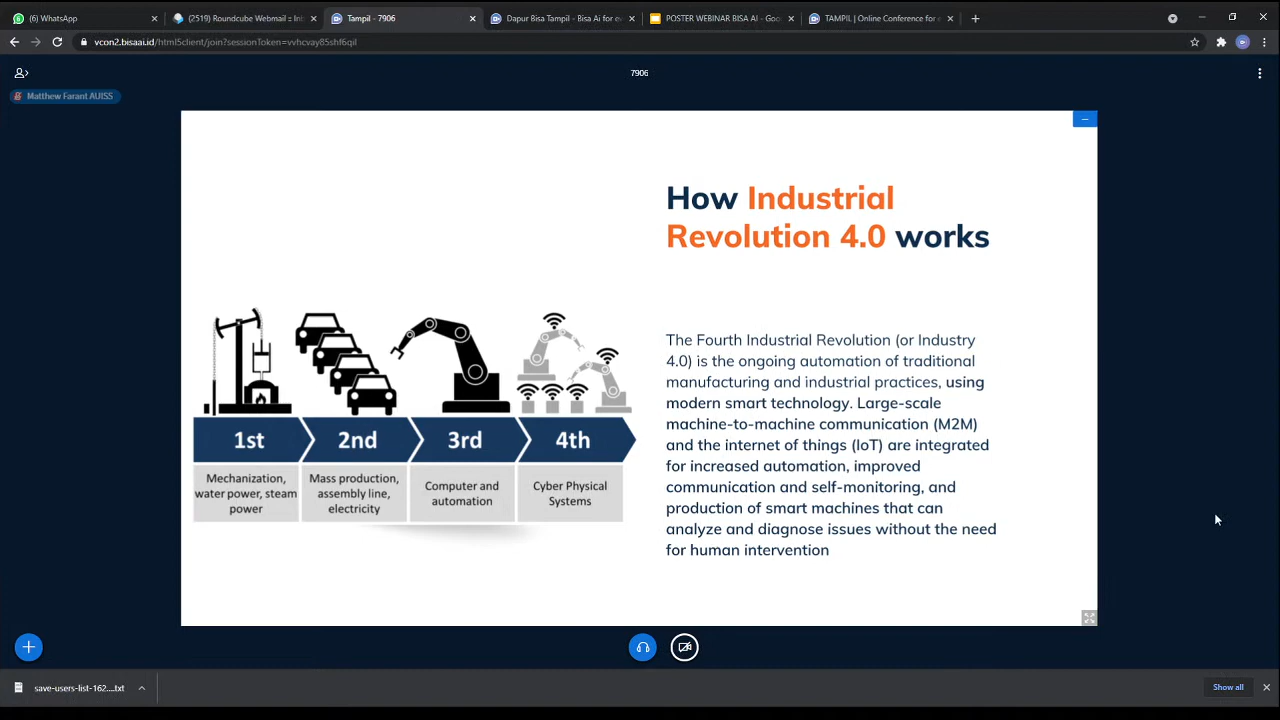 (6) WhatsApp
(2519) Roundcube Webmail :: Inb
Tampil - 7906
Dapur Bisa Tampil - Bisa Ai for ev
POSTER WEBINAR BISA AI - Goo
TAMPIL | Online Conference for e
vcon2.bisaai.id/html5client/join?sessionToken=vvhcvay85shf6qil
7906
Matthew Farant AUISS
How Industrial
Revolution 4.0 works
The Fourth Industrial Revolution (or Industry
4.0) is the ongoing automation of traditional
manufacturing and industrial practices, using
modern smart technology. Large-scale
machine-to-machine communication (M2M)
and the internet of things (IoT) are integrated
for increased automation, improved
communication and self-monitoring, and
production of smart machines that can
analyze and diagnose issues without the need
for human intervention
1st
2nd
3rd
4th
Mechanization,
water power, steam
power
Mass production,
assembly line,
electricity
Computer and
automation
Cyber Physical
Systems
save-users-list-162....txt
Show all